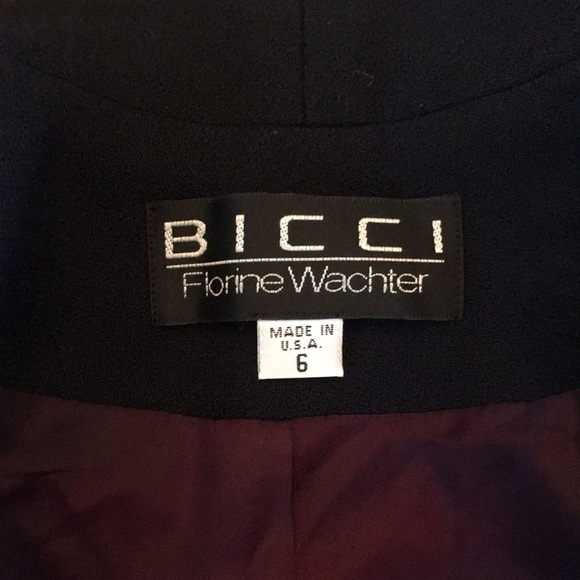 BICCI
Florine Wachter
MADE IN
U.S.A.
6